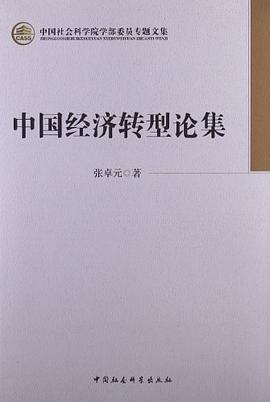 CASS
中国社会科学院学部委员专题文集
ZHONGGUOSHEHUIKEXUEYUAN XUEBUWEIYUAN ZHUANTI WENJI
中国经济转型论集
张卓元 著
中国社会科学出版社